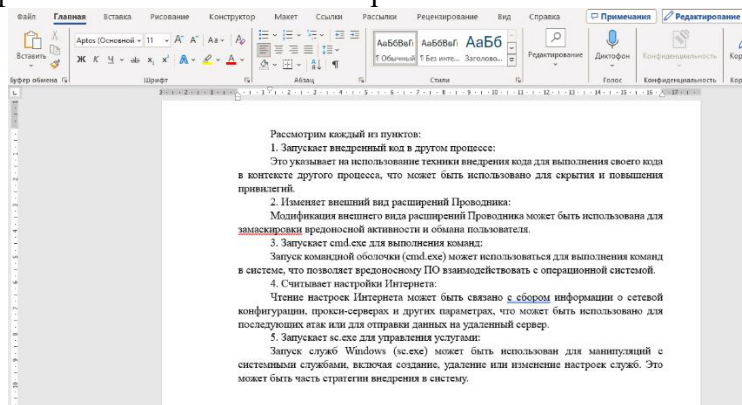 Файл Главная Вставка Рисование Конструктор Макет Ссылки Рассылки Рецензирование Вид Справка Примечания Редактирование
Aptos (Основной 11 А А Aa А АаБбВвГг АаБбВвГг АаБб
Вставить Ж К Ч ab x x А А ¶ Обычный ¶ Без инте... Заголово... Редактирование Диктофон Конфиденциальность
Буфер обмена Шрифт Абзац Стили Голос Конфиденциальность
Рассмотрим каждый из пунктов:
1. Запускает внедренный код в другом процессе:
Это указывает на использование техники внедрения кода для выполнения своего кода
в контексте другого процесса, что может быть использовано для скрытия и повышения
привилегий.
2. Изменяет внешний вид расширений Проводника:
Модификация внешнего вида расширений Проводника может быть использована для
замаскировки вредоносной активности и обмана пользователя.
3. Запускает cmd.exe для выполнения команд:
Запуск командной оболочки (cmd.exe) может использоваться для выполнения команд
в системе, что позволяет вредоносному ПО взаимодействовать с операционной системой.
4. Считывает настройки Интернета:
Чтение настроек Интернета может быть связано с сбором информации о сетевой
конфигурации, прокси-серверах и других параметрах, что может быть использовано для
последующих атак или для отправки данных на удаленный сервер.
5. Запускает sc.exe для управления услугами:
Запуск служб Windows (sc.exe) может быть использован для манипуляций с
системными службами, включая создание, удаление или изменение настроек служб. Это
может быть часть стратегии внедрения в систему.